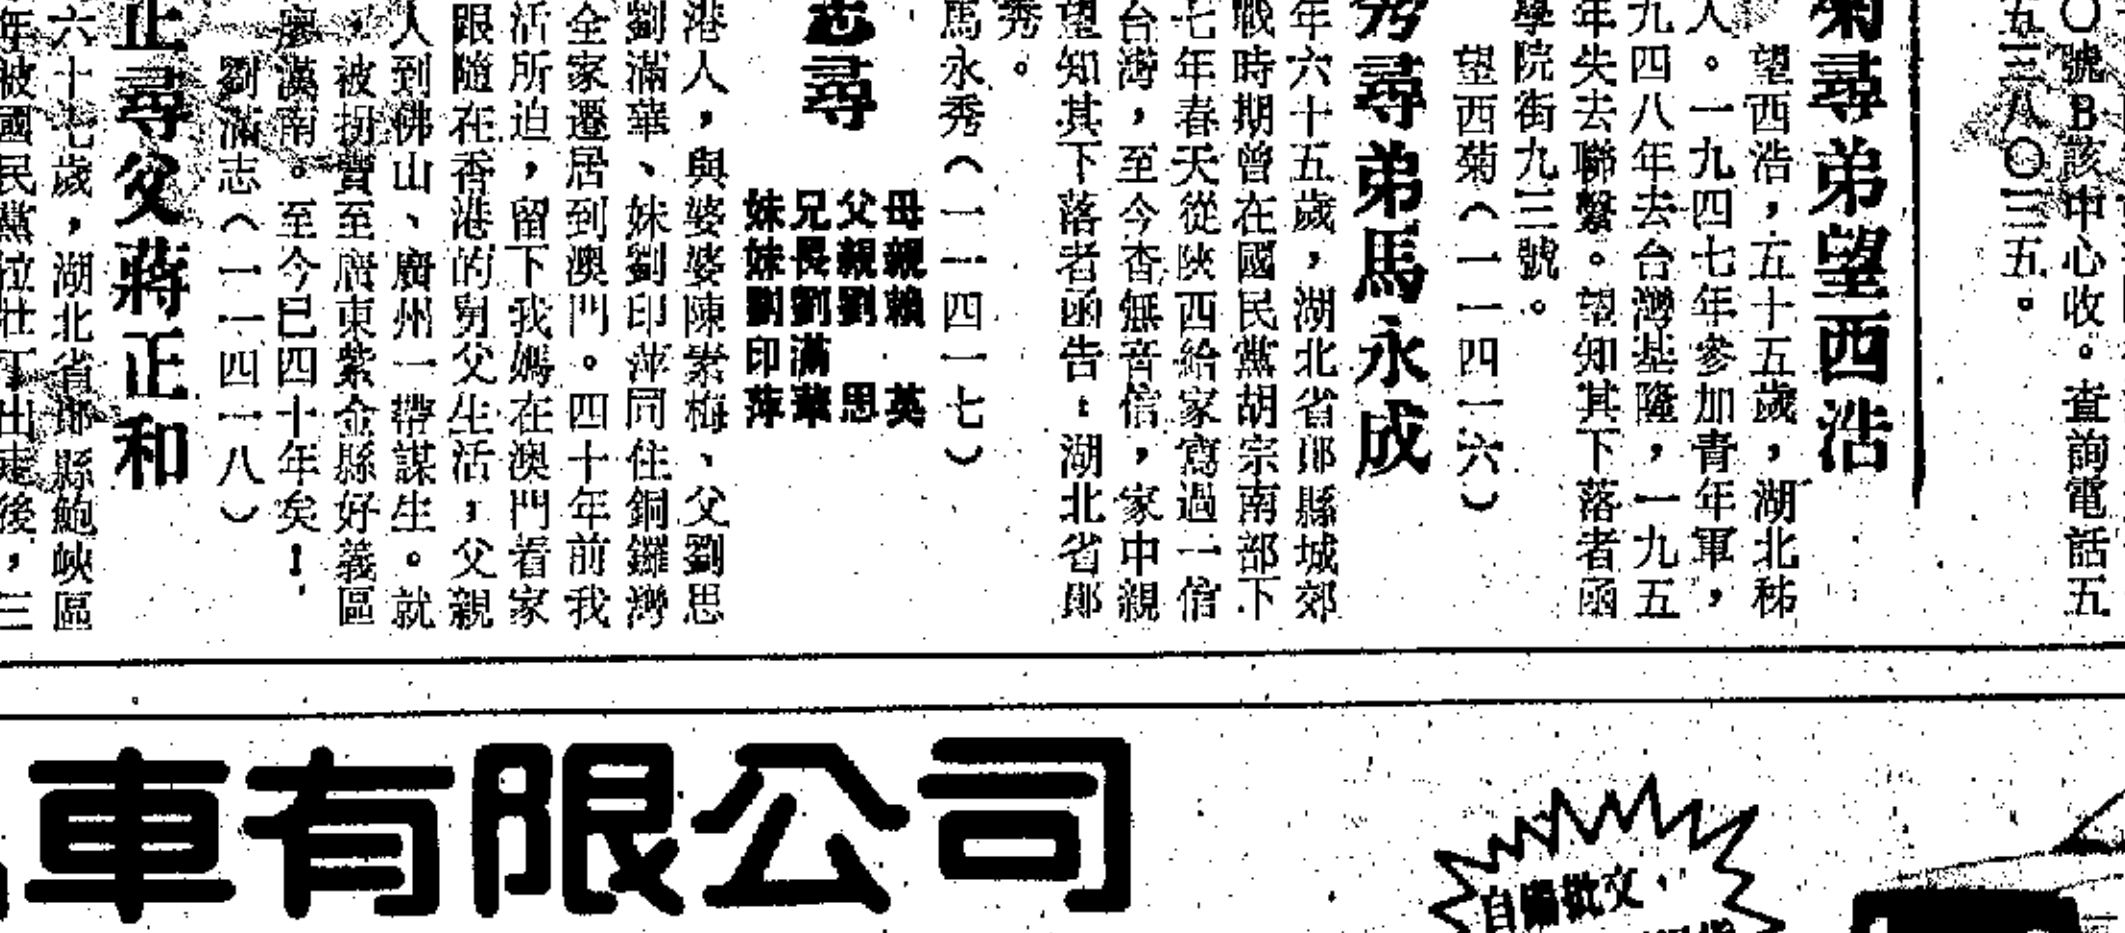 〇號B該中心收。查詢電話五
五三八〇三五。
菊尋弟望西浩
望西浩，五十五歲，湖北秭
人。一九四七年參加青年軍，
九四八年去台灣基隆，一九五
年失去聯繫。望知其下落者函
學院街九三號。
望西菊（一一四一六）
秀尋弟馬永成
年六十五歲，湖北省鄖縣城郊
戰時期曾在國民黨胡宗南部下
七年春天從陝西給家寫過一信
台灣，至今杳無音信，家中親
望知其下落者函告：湖北省鄖
秀。
馬永秀（一一四一七）
志尋
母親賴 英
父親劉 思
兄長劉滿華
妹妹劉印萍
港人，與婆婆陳素梅、父劉思
劉滿華、妹劉印萍同住銅鑼灣
全家遷居到澳門。四十年前我
活所迫，留下我媽在澳門看家
跟隨在香港的舅父生活，父親
人到佛山、廣州一帶謀生。就
，被拐賣至廣東紫金縣好義區
廖漢南。至今已四十年矣！
劉滿志（一一四一八）
正尋父蔣正和
六十七歲，湖北省鄖縣鮑峽區
年被國民黨拉壯丁出走後，三
車有限公司
自備批文